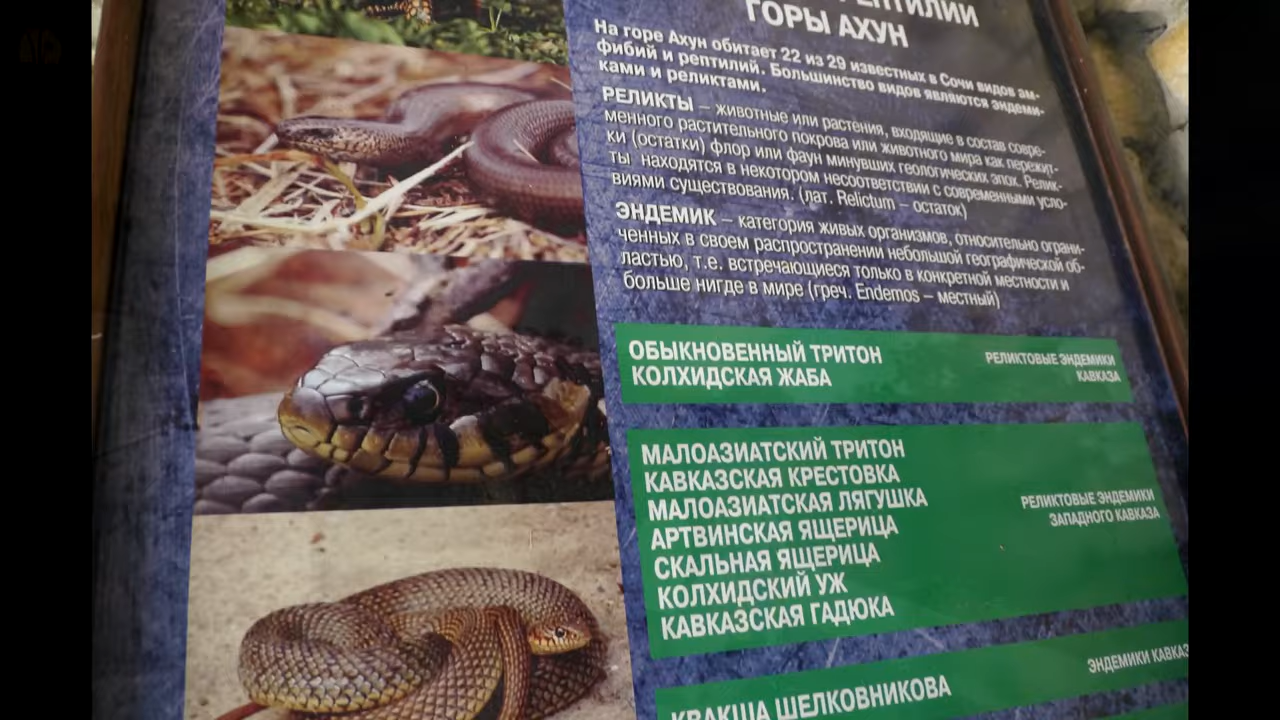 РЕПТИЛИИ
ГОРЫ АХУН
На горе Ахун обитает 22 из 29 известных в Сочи видов ам-
фибий и рептилий. Большинство видов являются эндеми-
ками и реликтами.
РЕЛИКТЫ – животные или растения, входящие в состав совре-
менного растительного покрова или животного мира как пережит-
ки (остатки) флор или фаун минувших геологических эпох. Релик-
ты находятся в некотором несоответствии с современными усло-
виями существования. (лат. Relictum – остаток)
ЭНДЕМИК – категория живых организмов, относительно ограни-
ченных в своем распространении небольшой географической об-
ластью, т.е. встречающиеся только в конкретной местности и
больше нигде в мире (греч. Endemos – местный)
ОБЫКНОВЕННЫЙ ТРИТОН
КОЛХИДСКАЯ ЖАБА
РЕЛИКТОВЫЕ ЭНДЕМИКИ
КАВКАЗА
МАЛОАЗИАТСКИЙ ТРИТОН
КАВКАЗСКАЯ КРЕСТОВКА
МАЛОАЗИАТСКАЯ ЛЯГУШКА
АРТВИНСКАЯ ЯЩЕРИЦА
СКАЛЬНАЯ ЯЩЕРИЦА
КОЛХИДСКИЙ УЖ
КАВКАЗСКАЯ ГАДЮКА
РЕЛИКТОВЫЕ ЭНДЕМИКИ
ЗАПАДНОГО КАВКАЗА
ЭНДЕМИКИ КАВКАЗ
КВАКША ШЕЛКОВНИКОВА